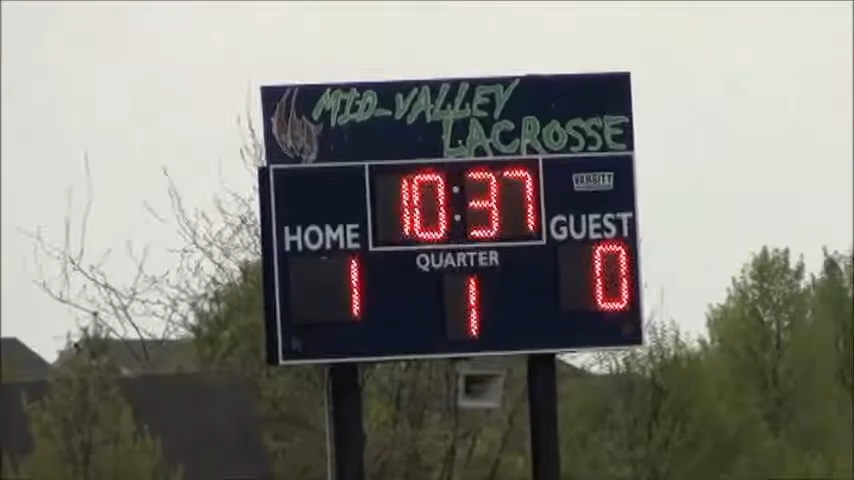 MID-VALLEY
LACROSSE
10:37
VARSITY
HOME
GUEST
QUARTER
1
1
0